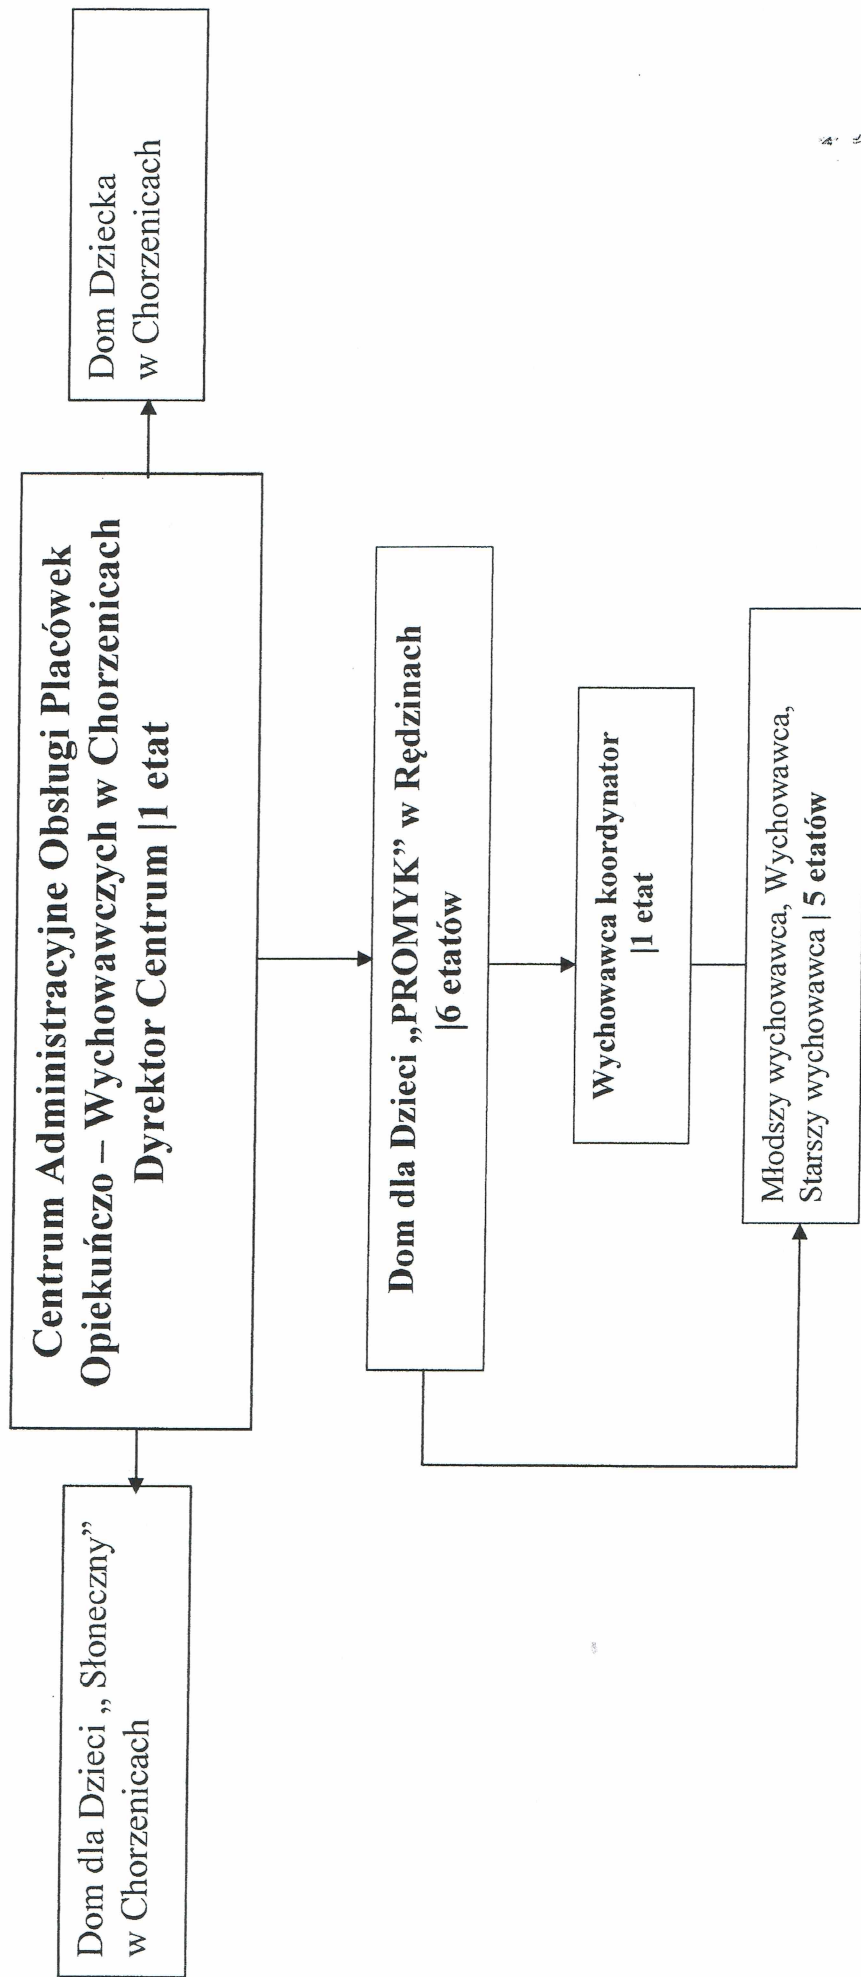 Centrum Administracyjne Obsługi Placówek
Opiekuńczo – Wychowawczych w Chorzenicach
Dyrektor Centrum |1 etat
Dom dla Dzieci „ Słoneczny”
w Chorzenicach
Dom Dziecka
w Chorzenicach
Dom dla Dzieci „PROMYK” w Rędzinach
|6 etatów
Wychowawca koordynator
|1 etat
Młodszy wychowawca, Wychowawca,
Starszy wychowawca | 5 etatów